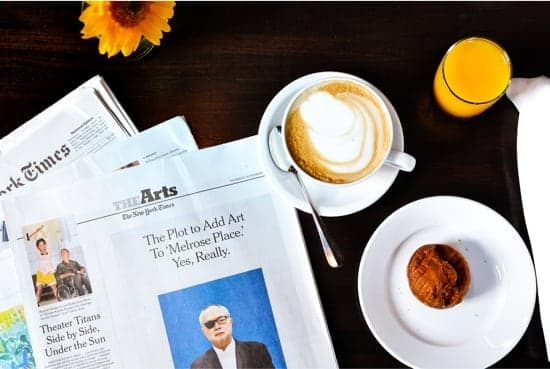 York Times
THE Arts
The New York Times
The Plot to Add Art
To ‘Melrose Place.’
Yes, Really.
Theater Titans
Side by Side,
Under the Sun